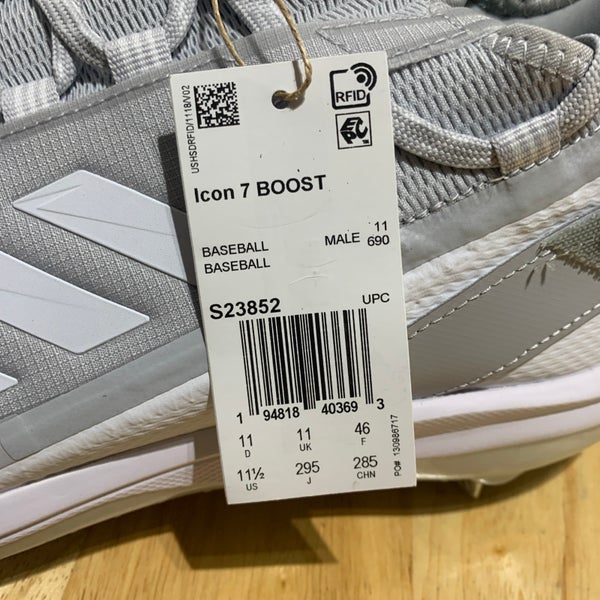 USHSDRFID/1118/V02
RFID
EPC
Icon 7 BOOST
BASEBALL
BASEBALL
MALE
11
690
S23852
UPC
1 94818 40369 3
11 11 46
D UK F
11½ 295 285
US J CHN
PO# 130986717